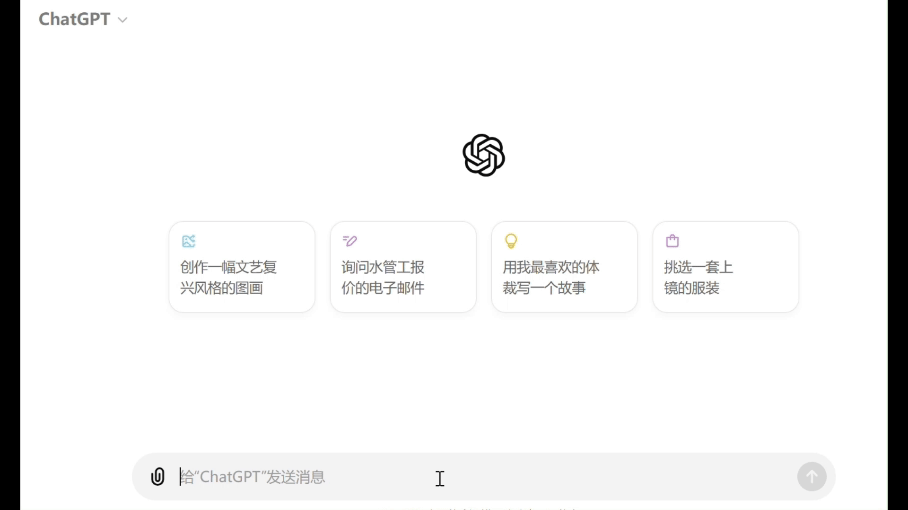 ChatGPT
创作一幅文艺复
兴风格的图画
询问水管工报
价的电子邮件
用我最喜欢的体
裁写一个故事
挑选一套上
镜的服装
给“ChatGPT”发送消息